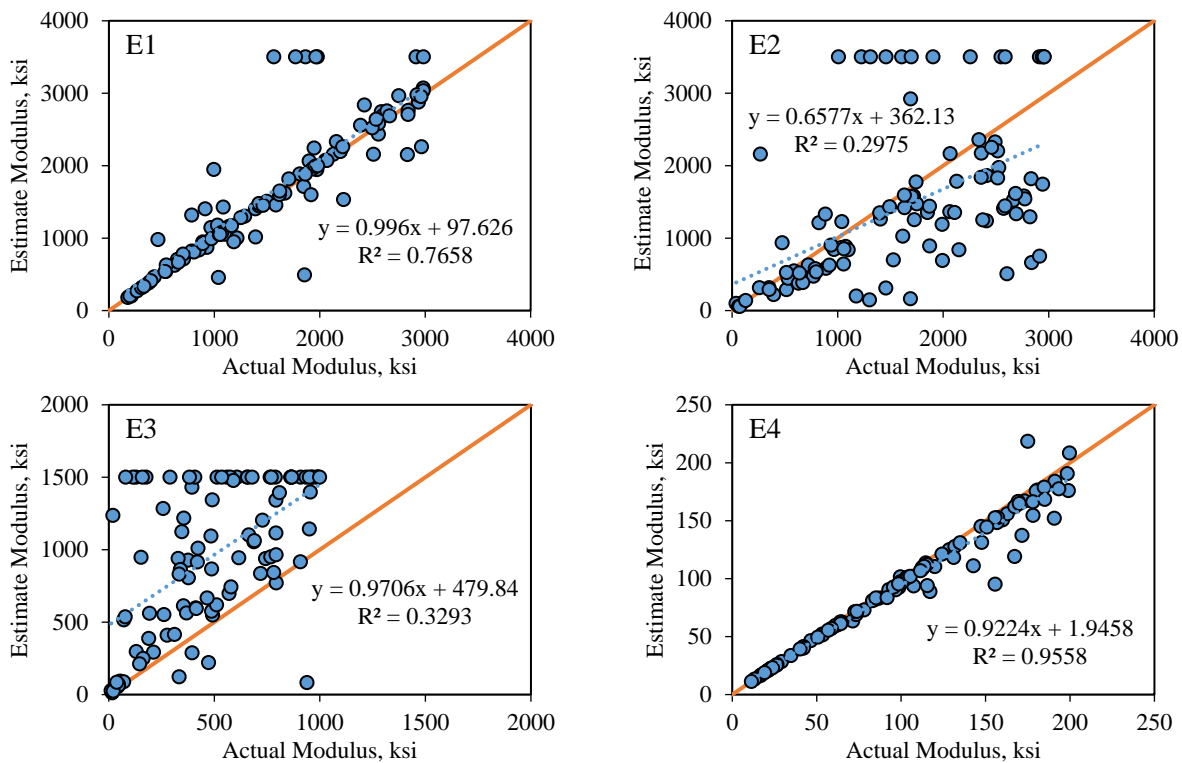 E1
Estimate Modulus, ksi
4000
3000
2000
1000
0
y = 0.996x + 97.626
R² = 0.7658
0 1000 2000 3000 4000
Actual Modulus, ksi
E2
Estimate Modulus, ksi
4000
3000
2000
1000
0
y = 0.6577x + 362.13
R² = 0.2975
0 1000 2000 3000 4000
Actual Modulus, ksi
E3
Estimate Modulus, ksi
2000
1500
1000
500
0
y = 0.9706x + 479.84
R² = 0.3293
0 500 1000 1500 2000
Actual Modulus, ksi
E4
Estimate Modulus, ksi
250
200
150
100
50
0
y = 0.9224x + 1.9458
R² = 0.9558
0 50 100 150 200 250
Actual Modulus, ksi